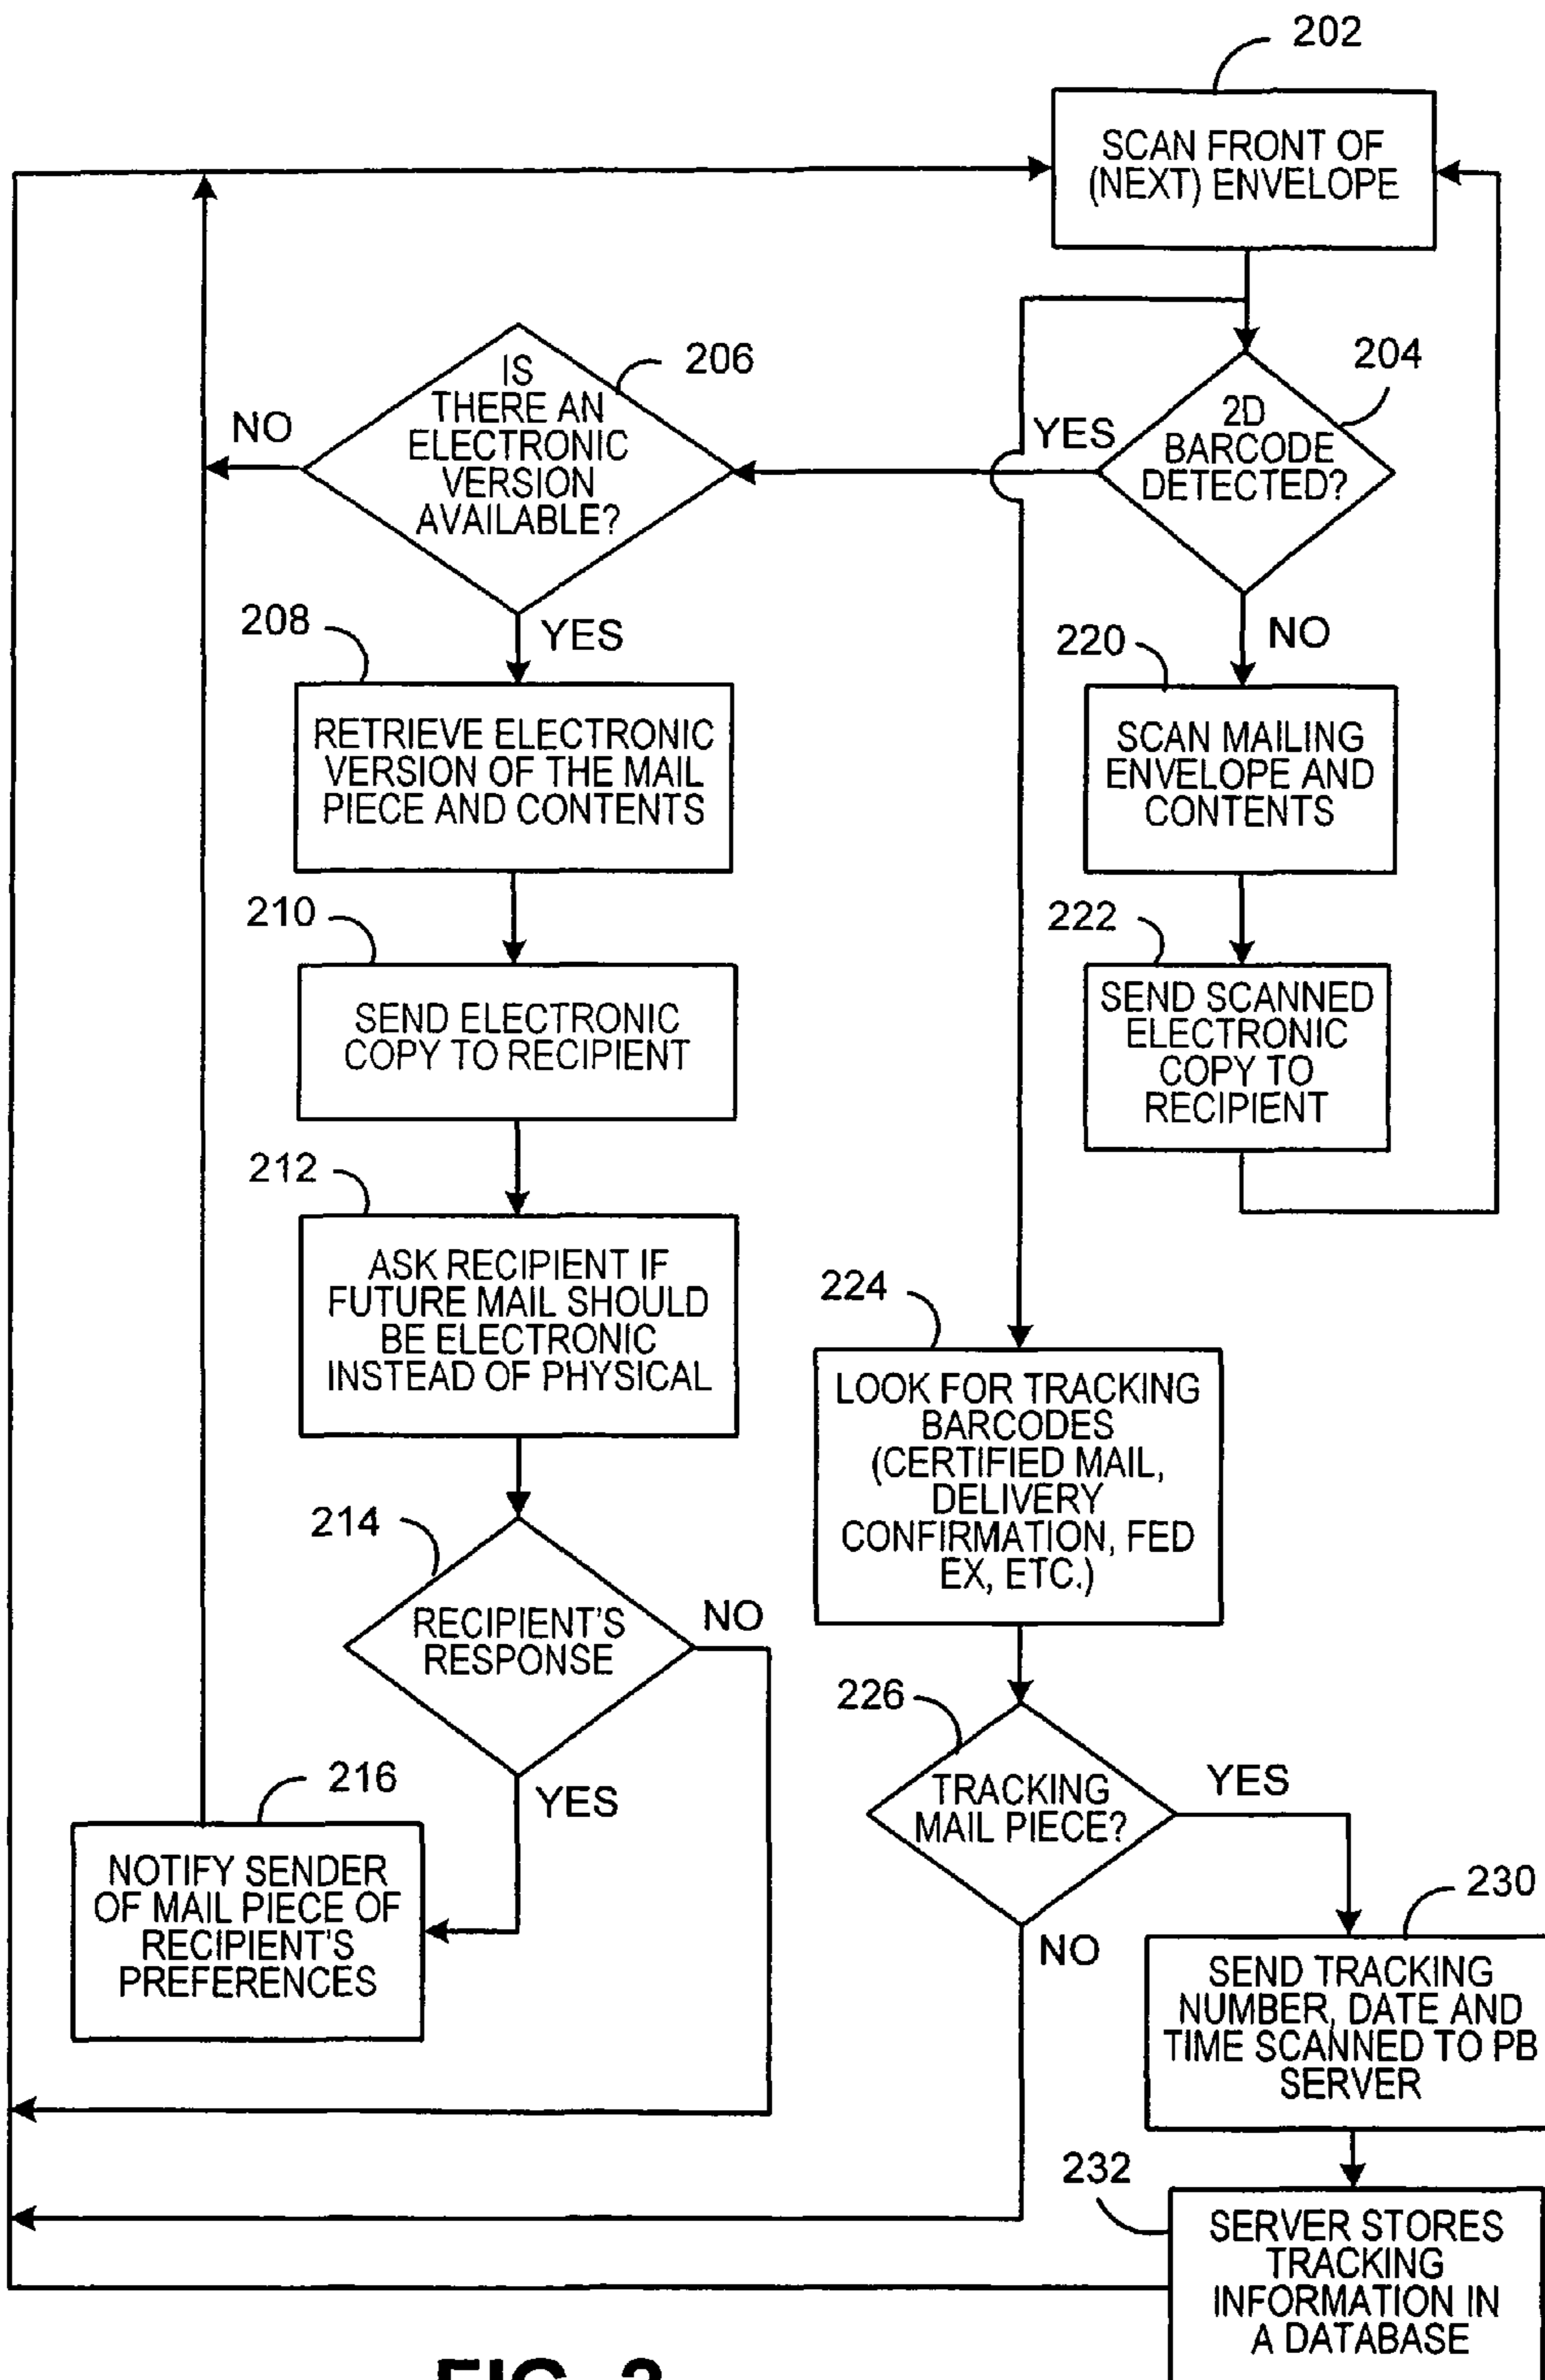 202
SCAN FRONT OF
(NEXT) ENVELOPE
204
2D
BARCODE
DETECTED?
YES
NO
206
IS
THERE AN
ELECTRONIC
VERSION
AVAILABLE?
NO
YES
208
RETRIEVE ELECTRONIC
VERSION OF THE MAIL
PIECE AND CONTENTS
210
SEND ELECTRONIC
COPY TO RECIPIENT
212
ASK RECIPIENT IF
FUTURE MAIL SHOULD
BE ELECTRONIC
INSTEAD OF PHYSICAL
214
RECIPIENT'S
RESPONSE
NO
YES
216
NOTIFY SENDER
OF MAIL PIECE OF
RECIPIENT'S
PREFERENCES
220
SCAN MAILING
ENVELOPE AND
CONTENTS
222
SEND SCANNED
ELECTRONIC
COPY TO
RECIPIENT
224
LOOK FOR TRACKING
BARCODES
(CERTIFIED MAIL,
DELIVERY
CONFIRMATION, FED
EX, ETC.)
226
TRACKING
MAIL PIECE?
YES
NO
230
SEND TRACKING
NUMBER, DATE AND
TIME SCANNED TO PB
SERVER
232
SERVER STORES
TRACKING
INFORMATION IN
A DATABASE
FIG.